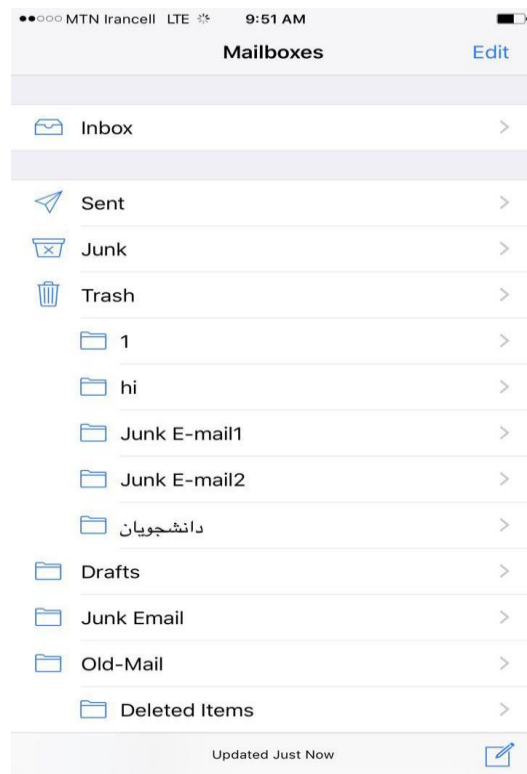 MTN Irancell LTE 9:51 AM
Mailboxes Edit
Inbox
Sent
Junk
Trash
1
hi
Junk E-mail1
Junk E-mail2
دانشجویان
Drafts
Junk Email
Old-Mail
Deleted Items
Updated Just Now